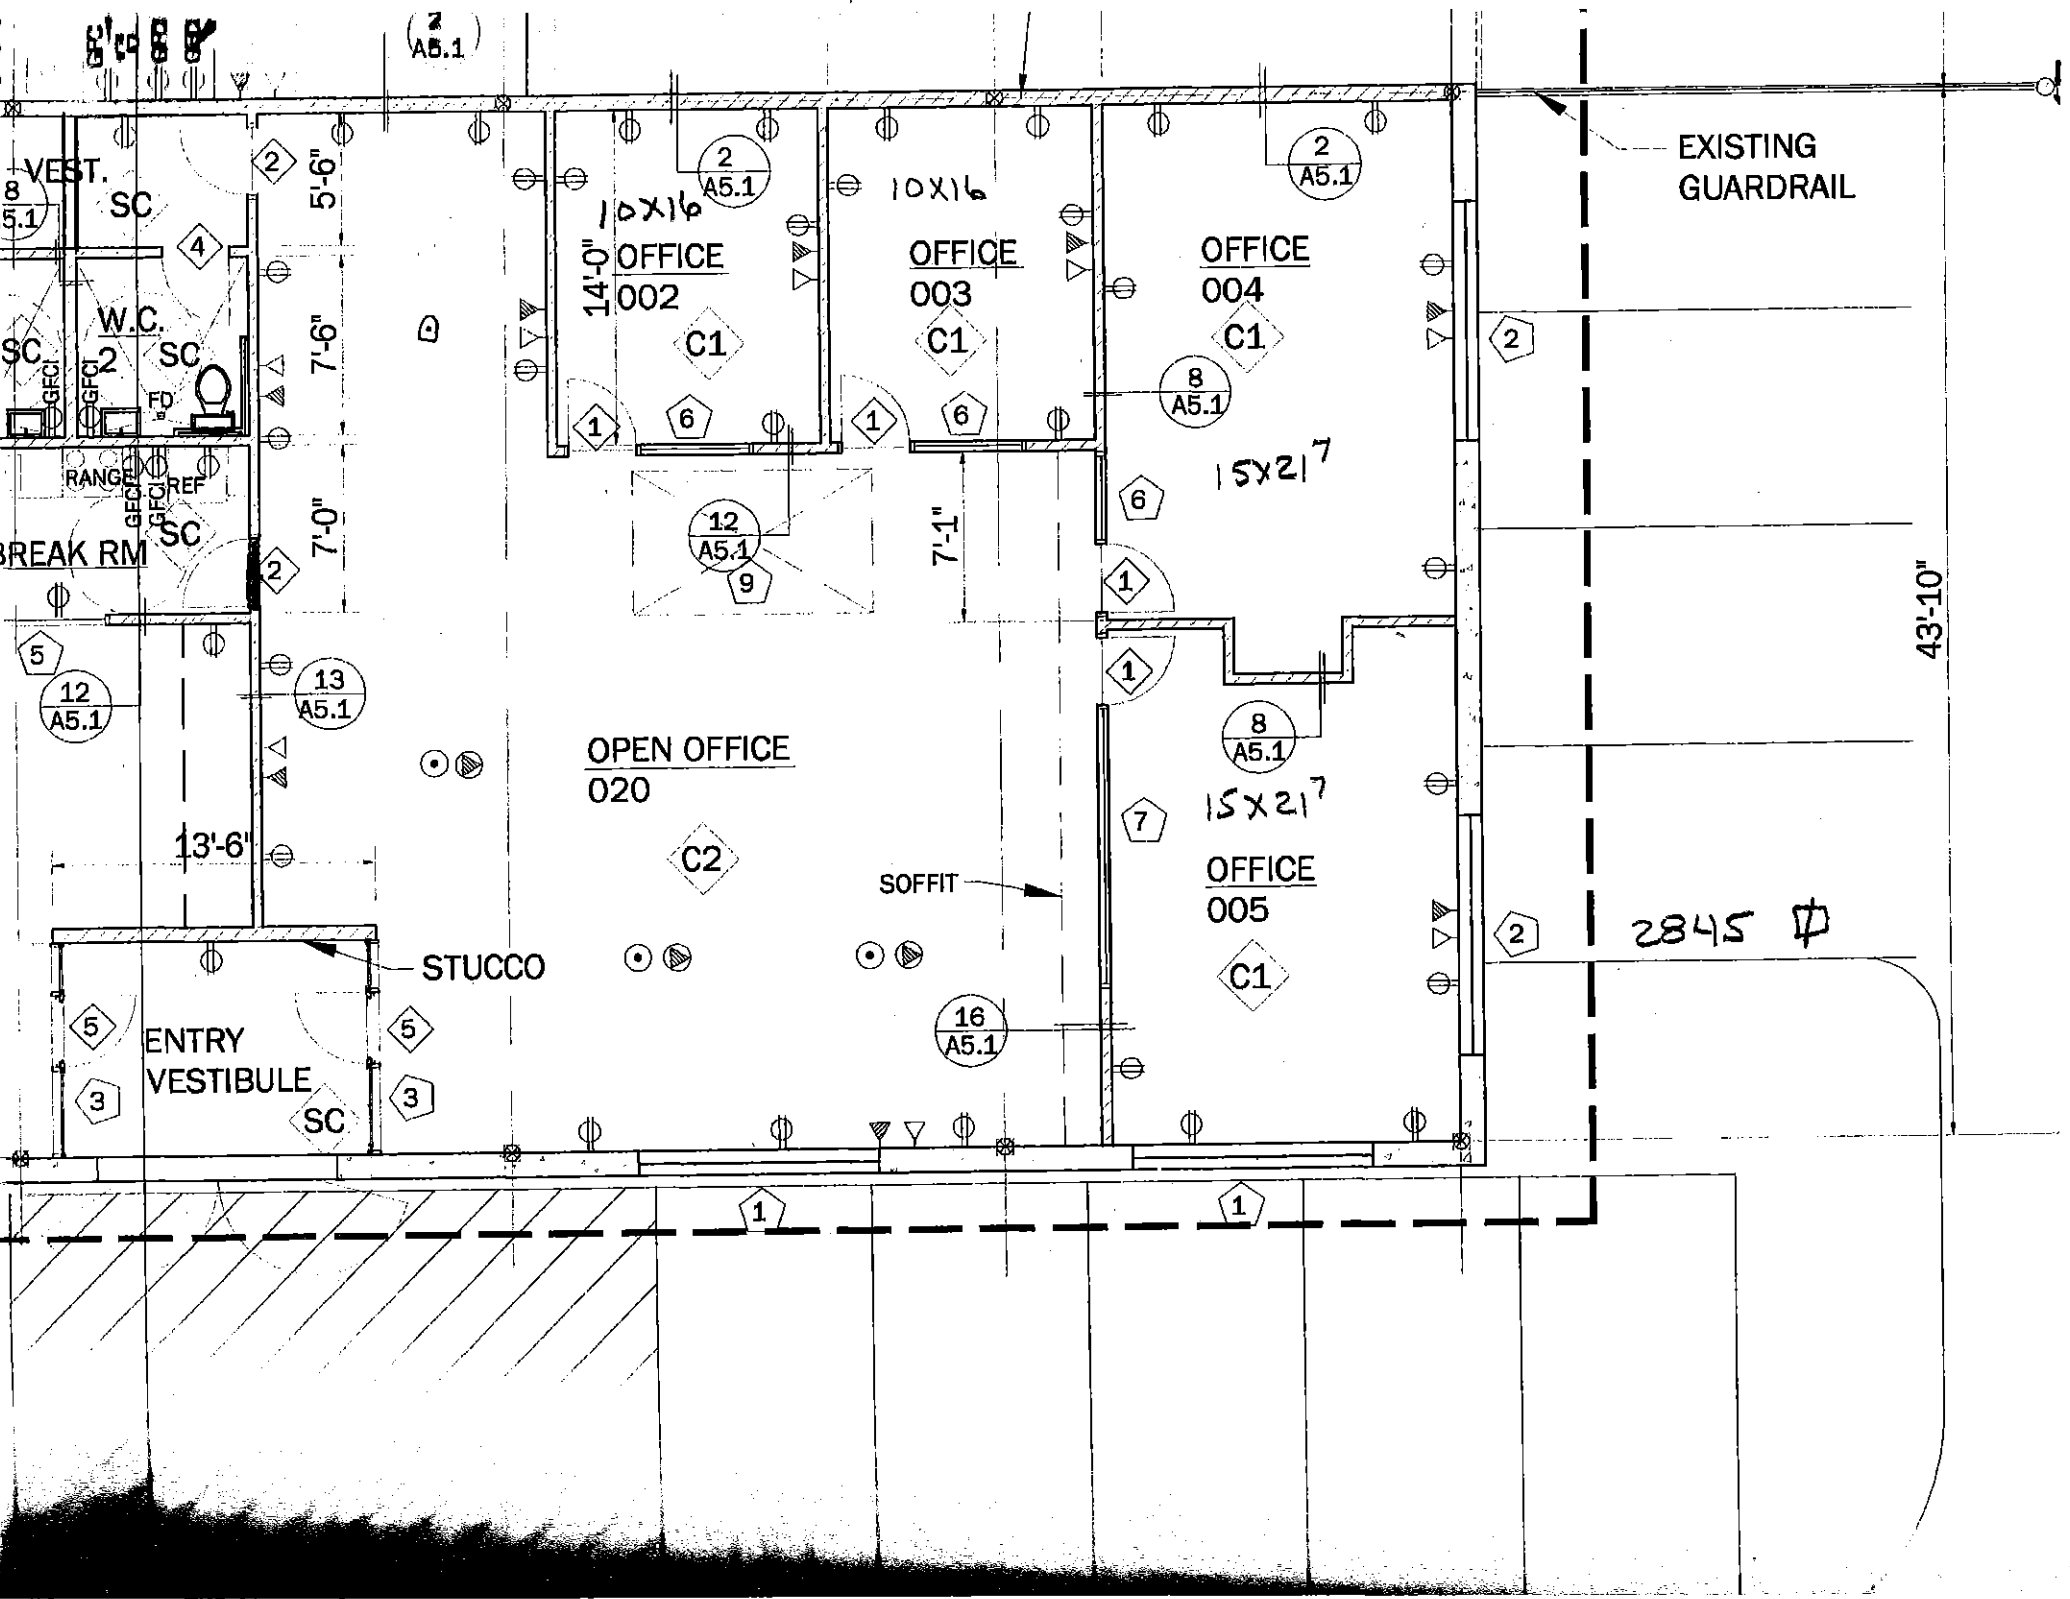 2
A5.1
VEST.
8
5.1
SC
2
5'-6"
2
A5.1
10X16
10X16
2
A5.1
EXISTING
GUARDRAIL
4
14'-0"
OFFICE
002
OFFICE
003
OFFICE
004
W.C.
2
SC
SC
7'-6"
C1
C1
C1
2
GFCI
GFCI
FD
8
A5.1
1
6
1
6
RANGE
REF
GFCI
GFCI
SC
15X21 7
6
7'-0"
12
A5.1
9
7'-1"
BREAK RM
2
1
43'-10"
5
12
A5.1
13
A5.1
1
8
A5.1
OPEN OFFICE
020
15X21 7
7
13'-6"
C2
SOFFIT
OFFICE
005
2
2845
STUCCO
C1
16
A5.1
5
ENTRY
VESTIBULE
5
3
3
SC
1
1